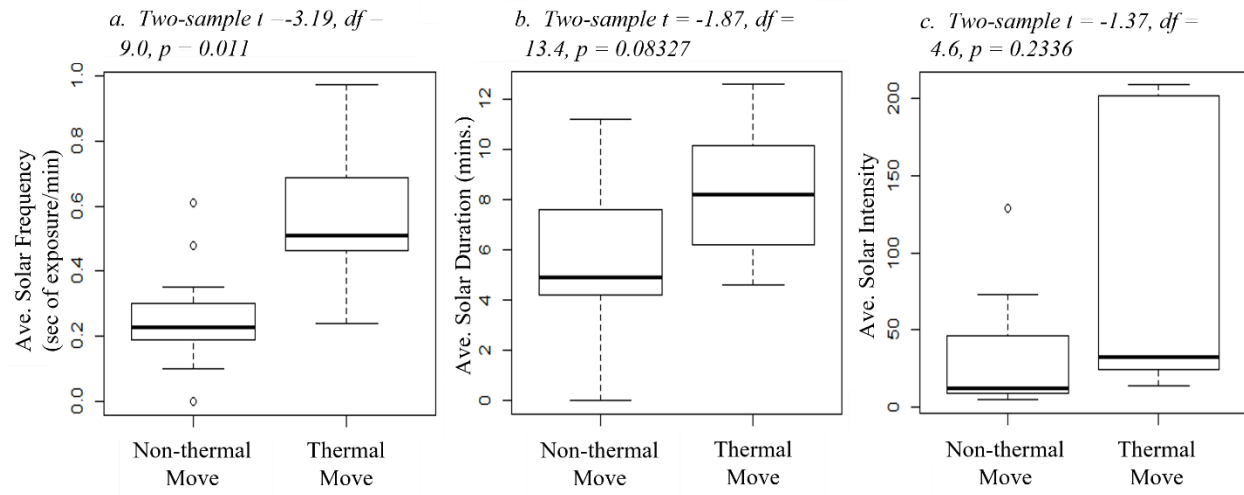 a. Two-sample t –-3.19, df –
9.0, p – 0.011
b. Two-sample t = -1.87, df =
13.4, p = 0.08327
c. Two-sample t = -1.37, df =
4.6, p = 0.2336
Ave. Solar Frequency
(sec of exposure/min)
1.0
0.8
0.6
0.4
0.2
0.0
Non-thermal
Move
Thermal
Move
Ave. Solar Duration (mins.)
12
10
8
6
4
2
0
Non-thermal
Move
Thermal
Move
Ave. Solar Intensity
200
150
100
50
0
Non-thermal
Move
Thermal
Move